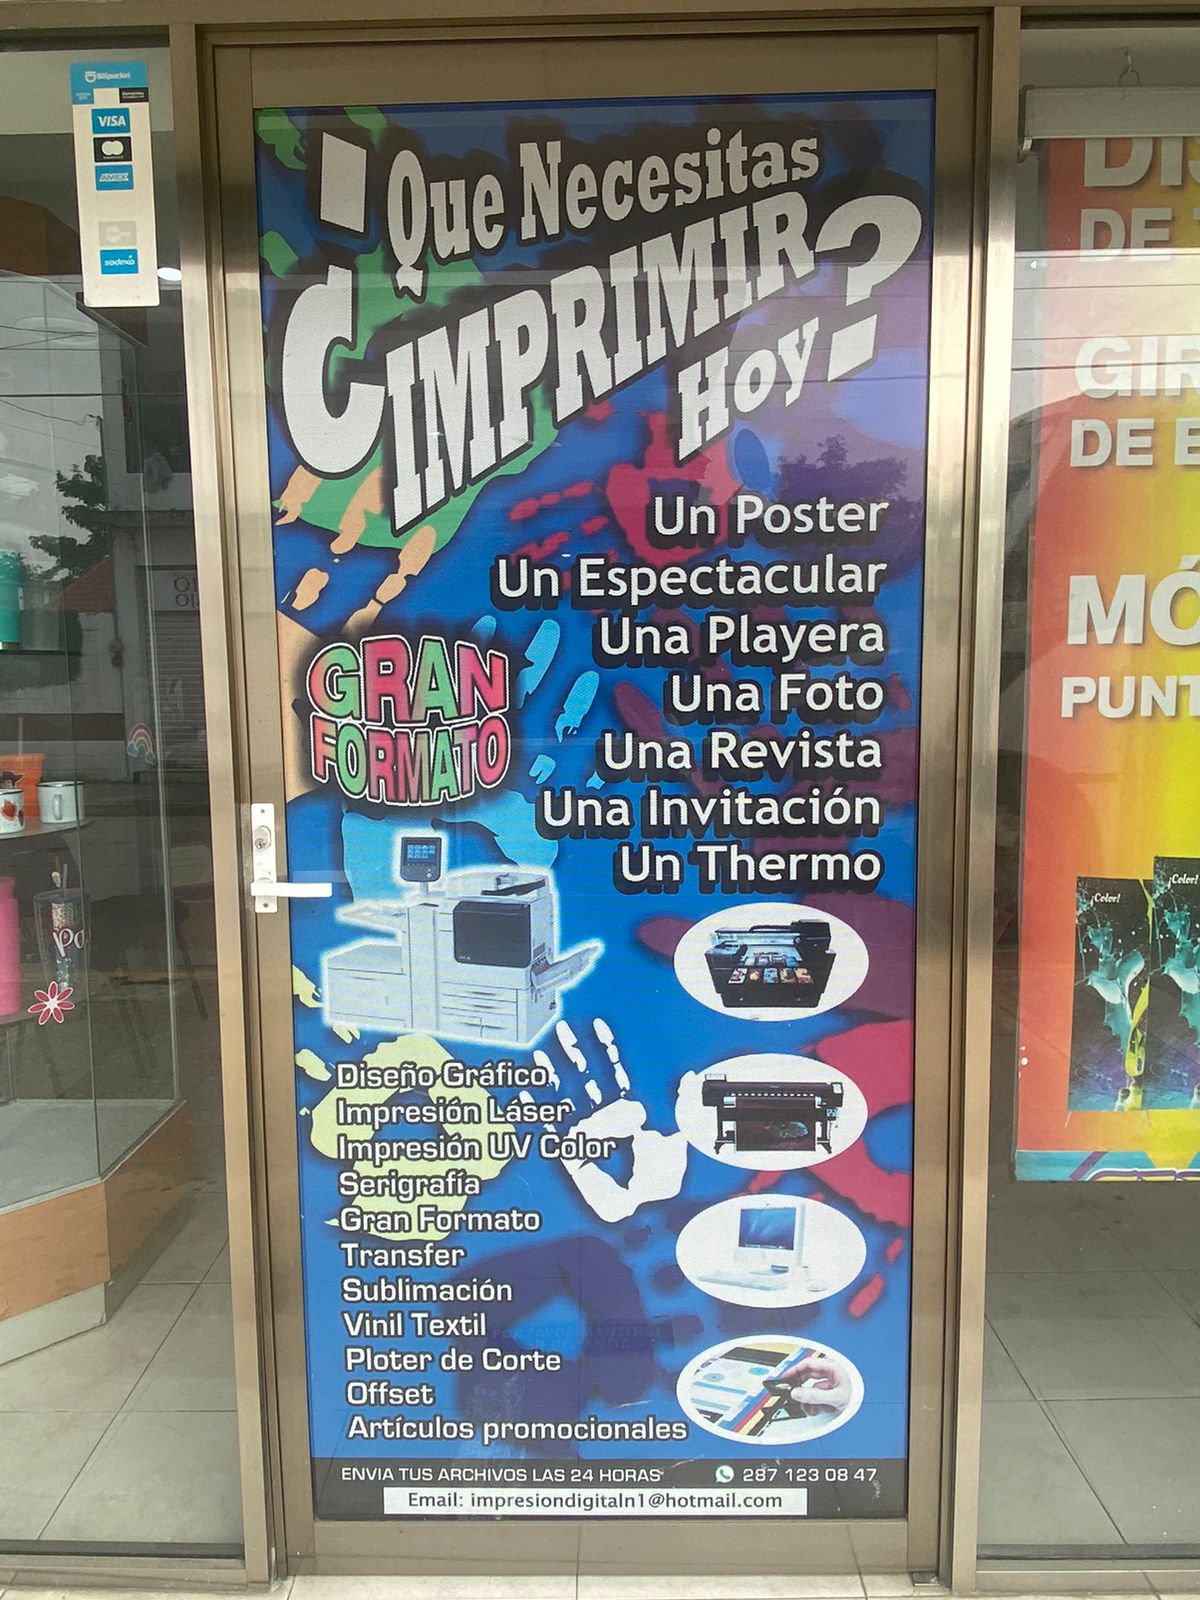 Billpocket
VISA
AMEX
sodexo
¿Que Necesitas
IMPRIMIR
Hoy?
Un Poster
Un Espectacular
Una Playera
Una Foto
Una Revista
Una Invitación
Un Thermo
GRAN
FORMATO
Diseño Gráfico
Impresión Láser
Impresión UV Color
Serigrafía
Gran Formato
Transfer
Sublimación
Vinil Textil
Ploter de Corte
Offset
Artículos promocionales
ENVIA TUS ARCHIVOS LAS 24 HORAS
287 123 08 47
Email: impresiondigitaln1@hotmail.com
DE
GIR
DE E
MÓ
PUNT
¡Color!
¡Color!